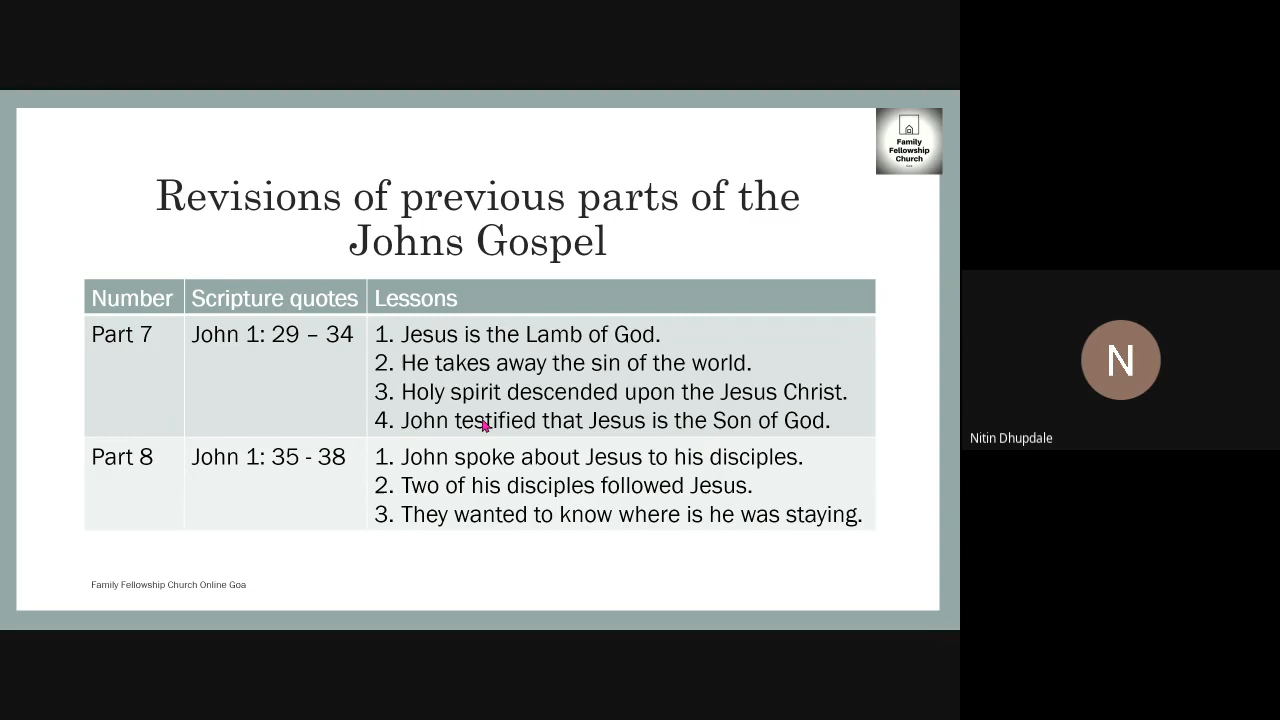 Family
Fellowship
Church
Revisions of previous parts of the
Johns Gospel
Number Scripture quotes Lessons
Part 7 John 1: 29 – 34 1. Jesus is the Lamb of God.
2. He takes away the sin of the world.
3. Holy spirit descended upon the Jesus Christ.
4. John testified that Jesus is the Son of God.
Part 8 John 1: 35 - 38 1. John spoke about Jesus to his disciples.
2. Two of his disciples followed Jesus.
3. They wanted to know where is he was staying.
Family Fellowship Church Online Goa
N
Nitin Dhupdale